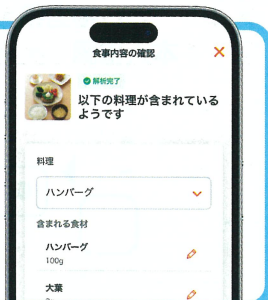 食事内容の確認
解析完了
以下の料理が含まれている
ようです
料理
ハンバーグ
含まれる食材
ハンバーグ
100g
大葉